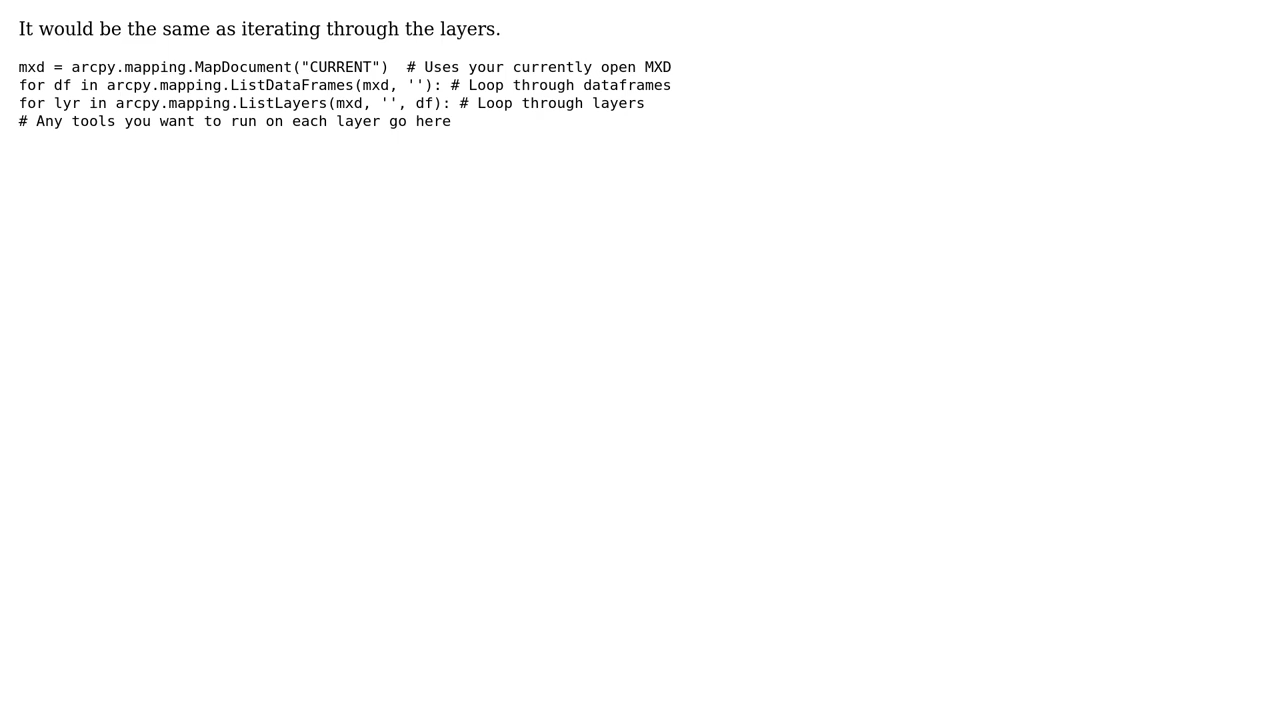 It would be the same as iterating through the layers.
mxd = arcpy.mapping.MapDocument("CURRENT")  # Uses your currently open MXD
for df in arcpy.mapping.ListDataFrames(mxd, ''): # Loop through dataframes
for lyr in arcpy.mapping.ListLayers(mxd, '', df): # Loop through layers
# Any tools you want to run on each layer go here